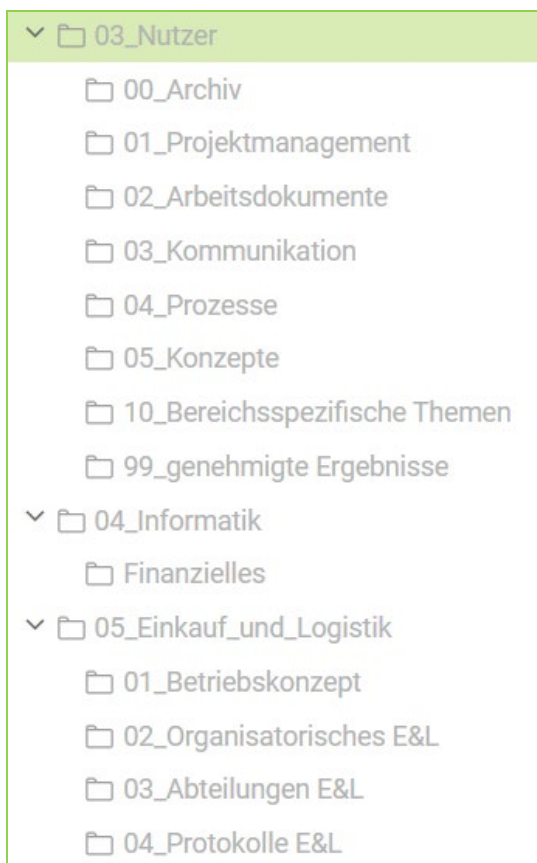 03_Nutzer
00_Archiv
01_Projektmanagement
02_Arbeitsdokumente
03_Kommunikation
04_Prozesse
05_Konzepte
10_Bereichsspezifische Themen
99_genehmigte Ergebnisse
04_Informatik
Finanzielles
05_Einkauf_und_Logistik
01_Betriebskonzept
02_Organisatorisches E&L
03_Abteilungen E&L
04_Protokolle E&L